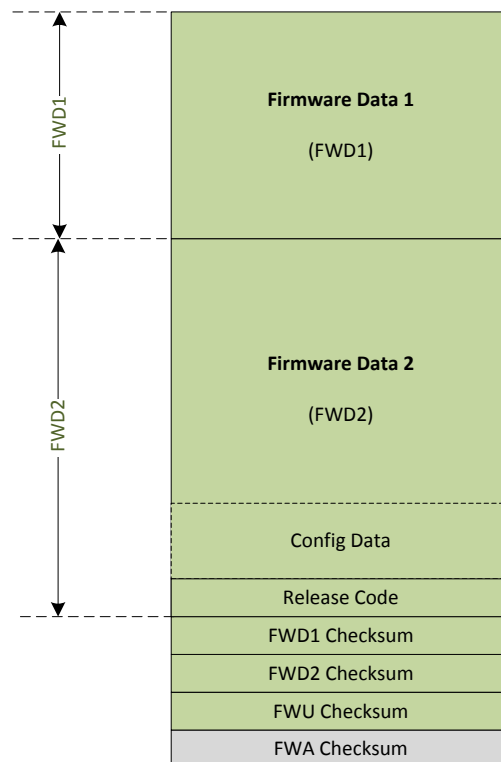 FWD1
Firmware Data 1
(FWD1)
FWD2
Firmware Data 2
(FWD2)
Config Data
Release Code
FWD1 Checksum
FWD2 Checksum
FWU Checksum
FWA Checksum